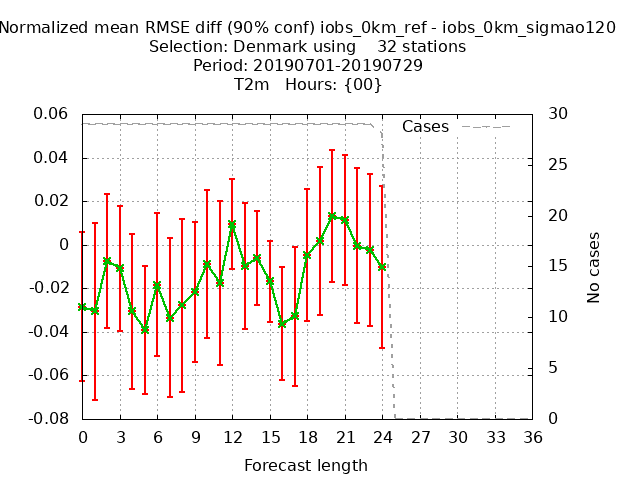 Normalized mean RMSE diff (90% conf) iobs_0km_ref - iobs_0km_sigmao120
Selection: Denmark using 32 stations
Period: 20190701-20190729
T2m Hours: {00}
Cases
0.06
0.04
0.02
0
-0.02
-0.04
-0.06
-0.08
30
25
20
15
10
5
0
No cases
0 3 6 9 12 15 18 21 24 27 30 33 36
Forecast length